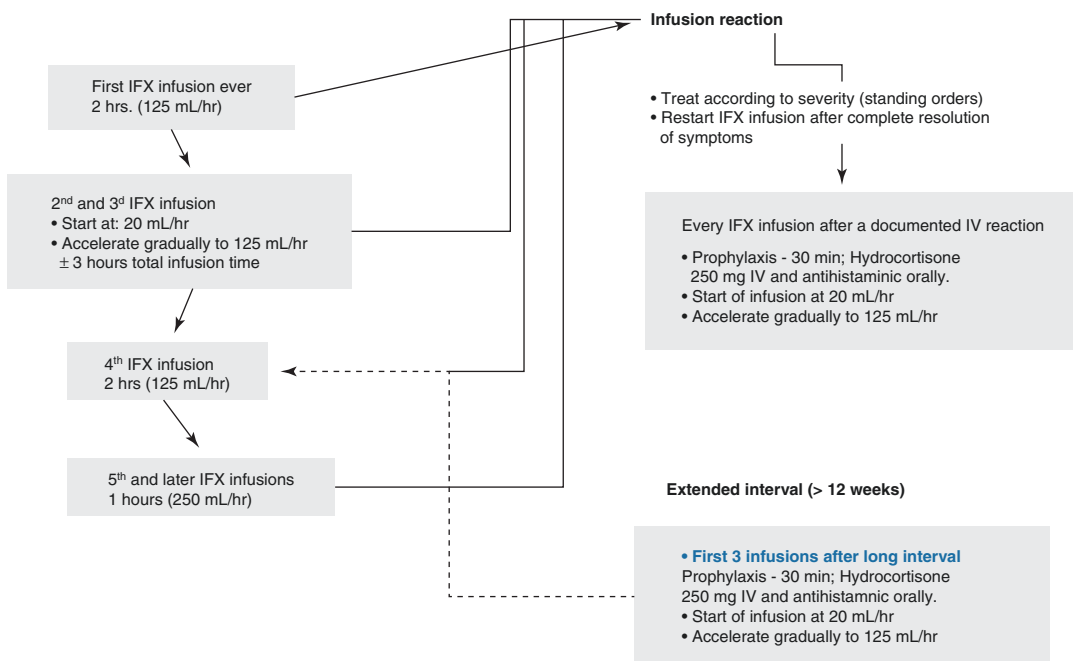 Infusion reaction
First IFX infusion ever
2 hrs. (125 mL/hr)
• Treat according to severity (standing orders)
• Restart IFX infusion after complete resolution
of symptoms
2nd and 3d IFX infusion
• Start at: 20 mL/hr
• Accelerate gradually to 125 mL/hr
± 3 hours total infusion time
Every IFX infusion after a documented IV reaction
• Prophylaxis - 30 min; Hydrocortisone
250 mg IV and antihistaminic orally.
• Start of infusion at 20 mL/hr
• Accelerate gradually to 125 mL/hr
4th IFX infusion
2 hrs (125 mL/hr)
5th and later IFX infusions
1 hours (250 mL/hr)
Extended interval (> 12 weeks)
• First 3 infusions after long interval
Prophylaxis - 30 min; Hydrocortisone
250 mg IV and antihistamnic orally.
• Start of infusion at 20 mL/hr
• Accelerate gradually to 125 mL/hr